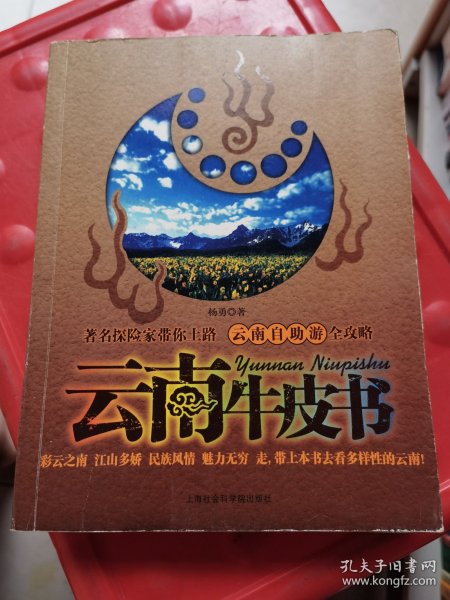 杨勇◎著
著名探险家带你上路 云南自助游全攻略
Yunnan Niupishu
云南牛皮书
彩云之南 江山多娇 民族风情 魅力无穷 走,带上本书去看多样性的云南!
上海社会科学院出版社
孔夫子旧书网
www.kongfz.com